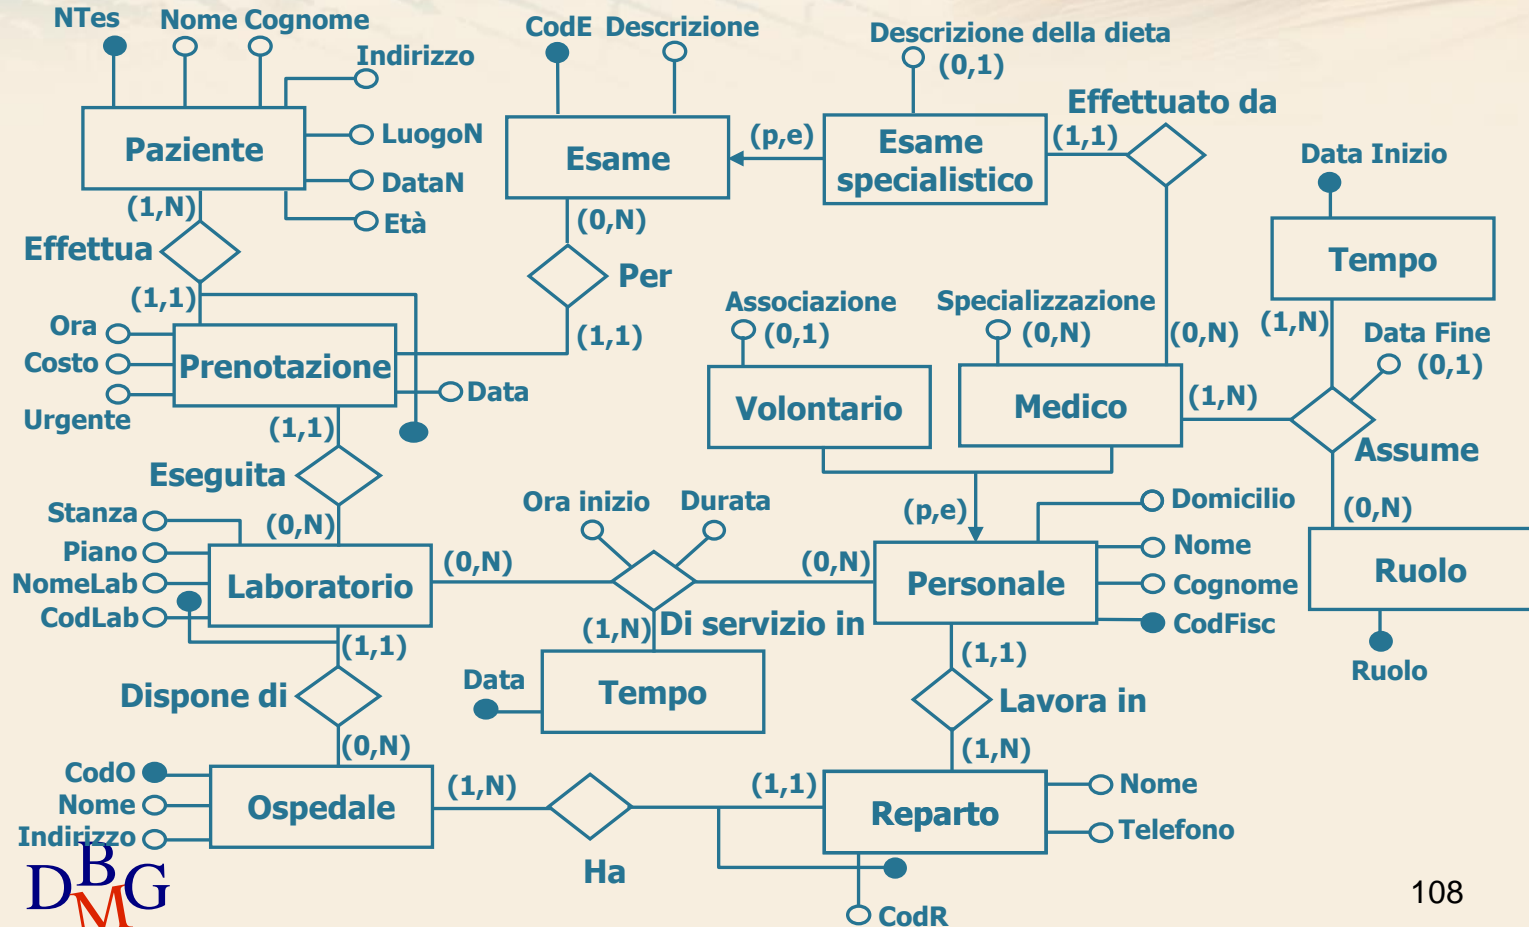 NTes
Nome Cognome
Indirizzo
Paziente
LuogoN
DataN
Età
(1,N)
Effettua
(1,1)
CodE Descrizione
Esame
(p,e)
(0,N)
Per
(1,1)
Descrizione della dieta
(0,1)
Esame
specialistico
(1,1)
Effettuato da
(0,N)
Data Inizio
Tempo
(1,N)
Data Fine
(0,1)
Ora
Costo
Urgente
Prenotazione
Data
(1,1)
Eseguita
(0,N)
Associazione
(0,1)
Volontario
Specializzazione
(0,N)
Medico
(1,N)
Assume
(0,N)
Ruolo
Ruolo
(p,e)
Stanza
Piano
NomeLab
CodLab
Laboratorio
(0,N)
Ora inizio
Durata
(0,N)
Di servizio in
(1,N)
Data
Tempo
Personale
Domicilio
Nome
Cognome
CodFisc
(1,1)
Lavora in
(1,N)
(1,1)
Dispone di
(0,N)
CodO
Nome
Indirizzo
Ospedale
(1,N)
Ha
(1,1)
Reparto
Nome
Telefono
CodR
DBMG
108